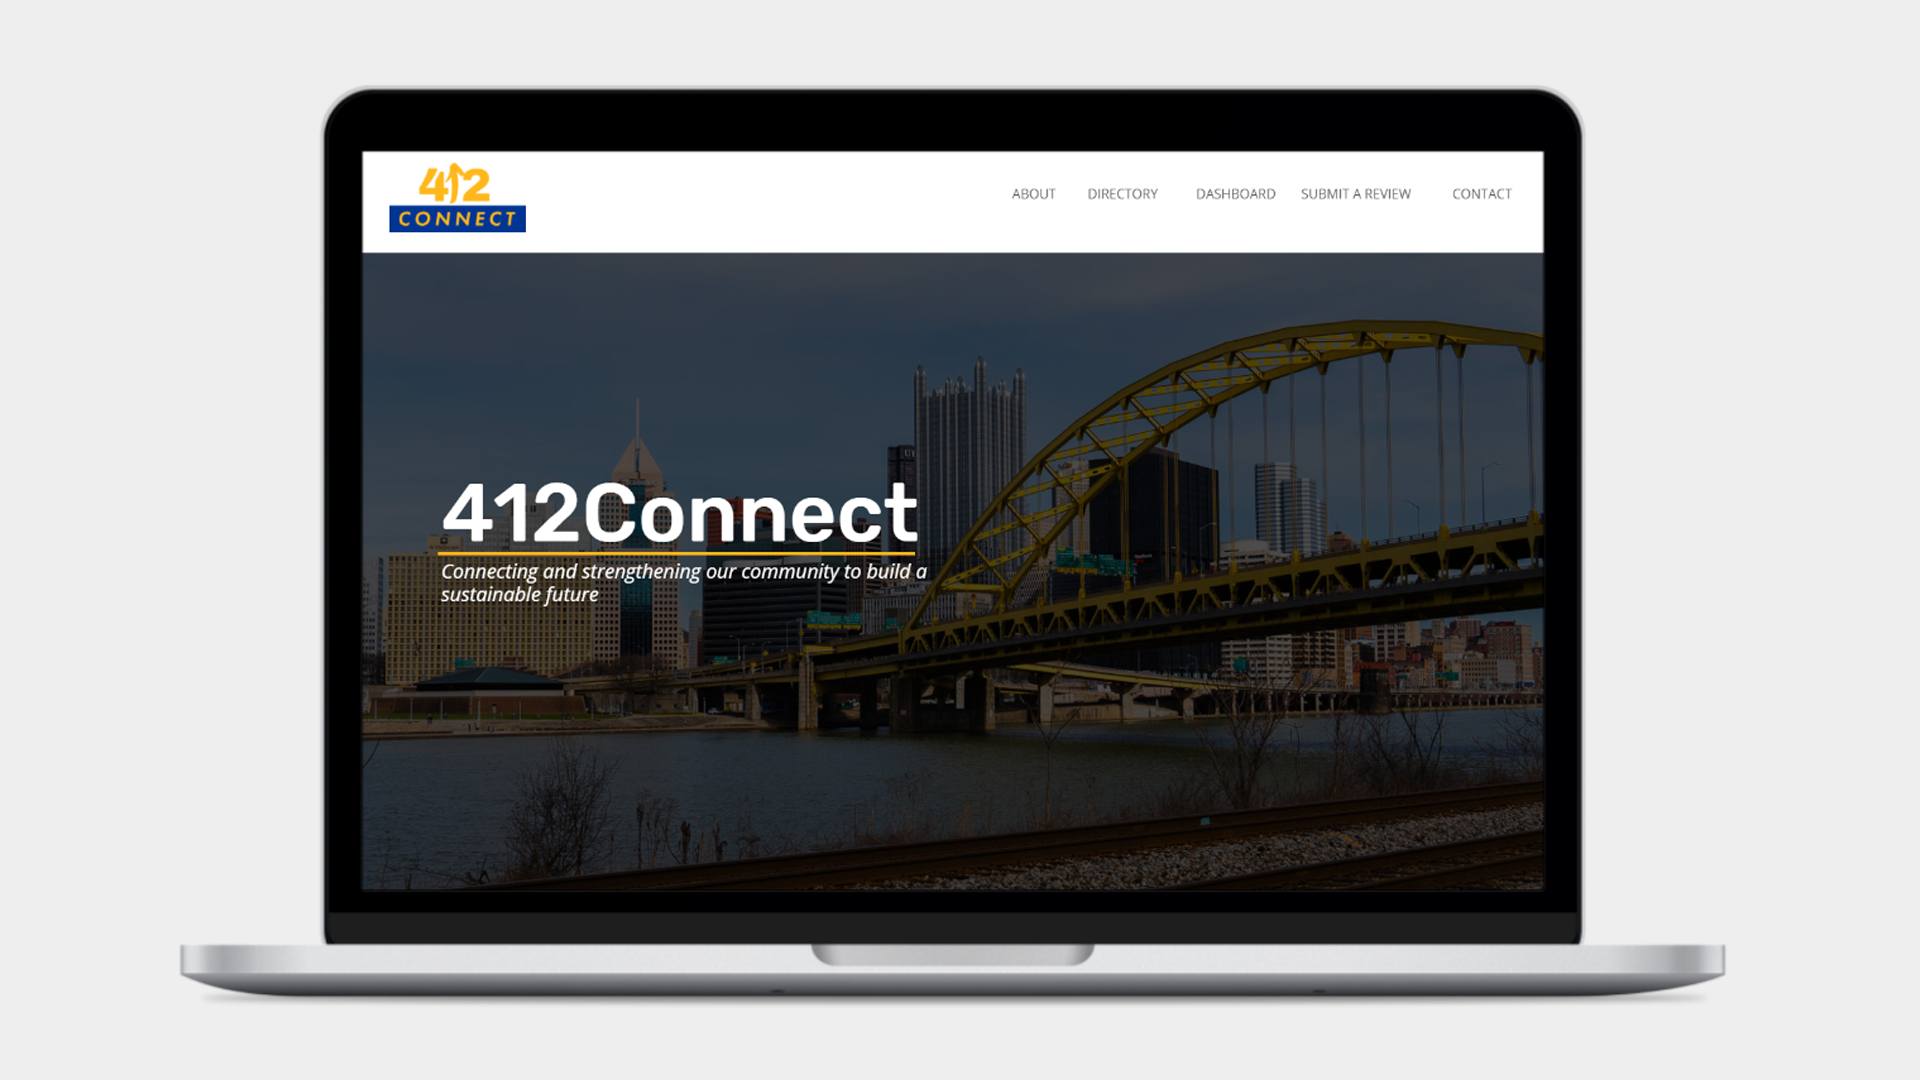 412
CONNECT
ABOUT DIRECTORY DASHBOARD SUBMIT A REVIEW CONTACT
412Connect
Connecting and strengthening our community to build a
sustainable future